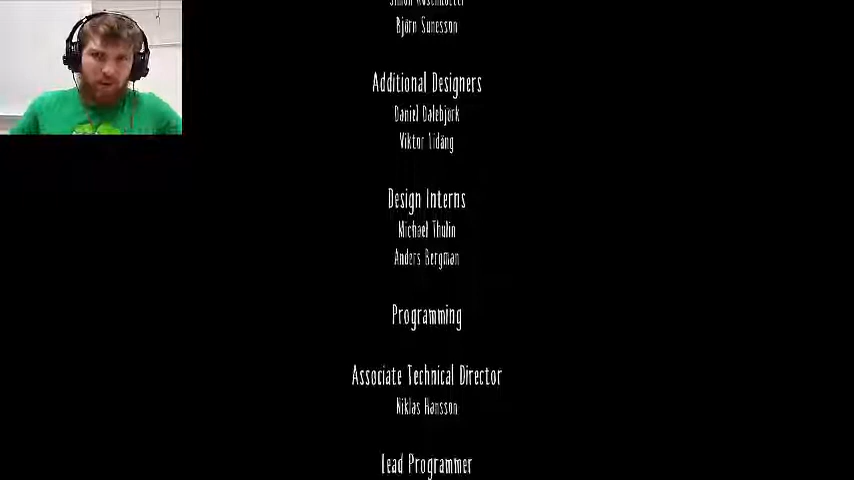 Björn Sunesson
Additional Designers
Daniel Dalebjörk
Viktor Lidäng
Design Interns
Michael Thulin
Anders Bergman
Programming
Associate Technical Director
Niklas Hansson
Lead Programmer